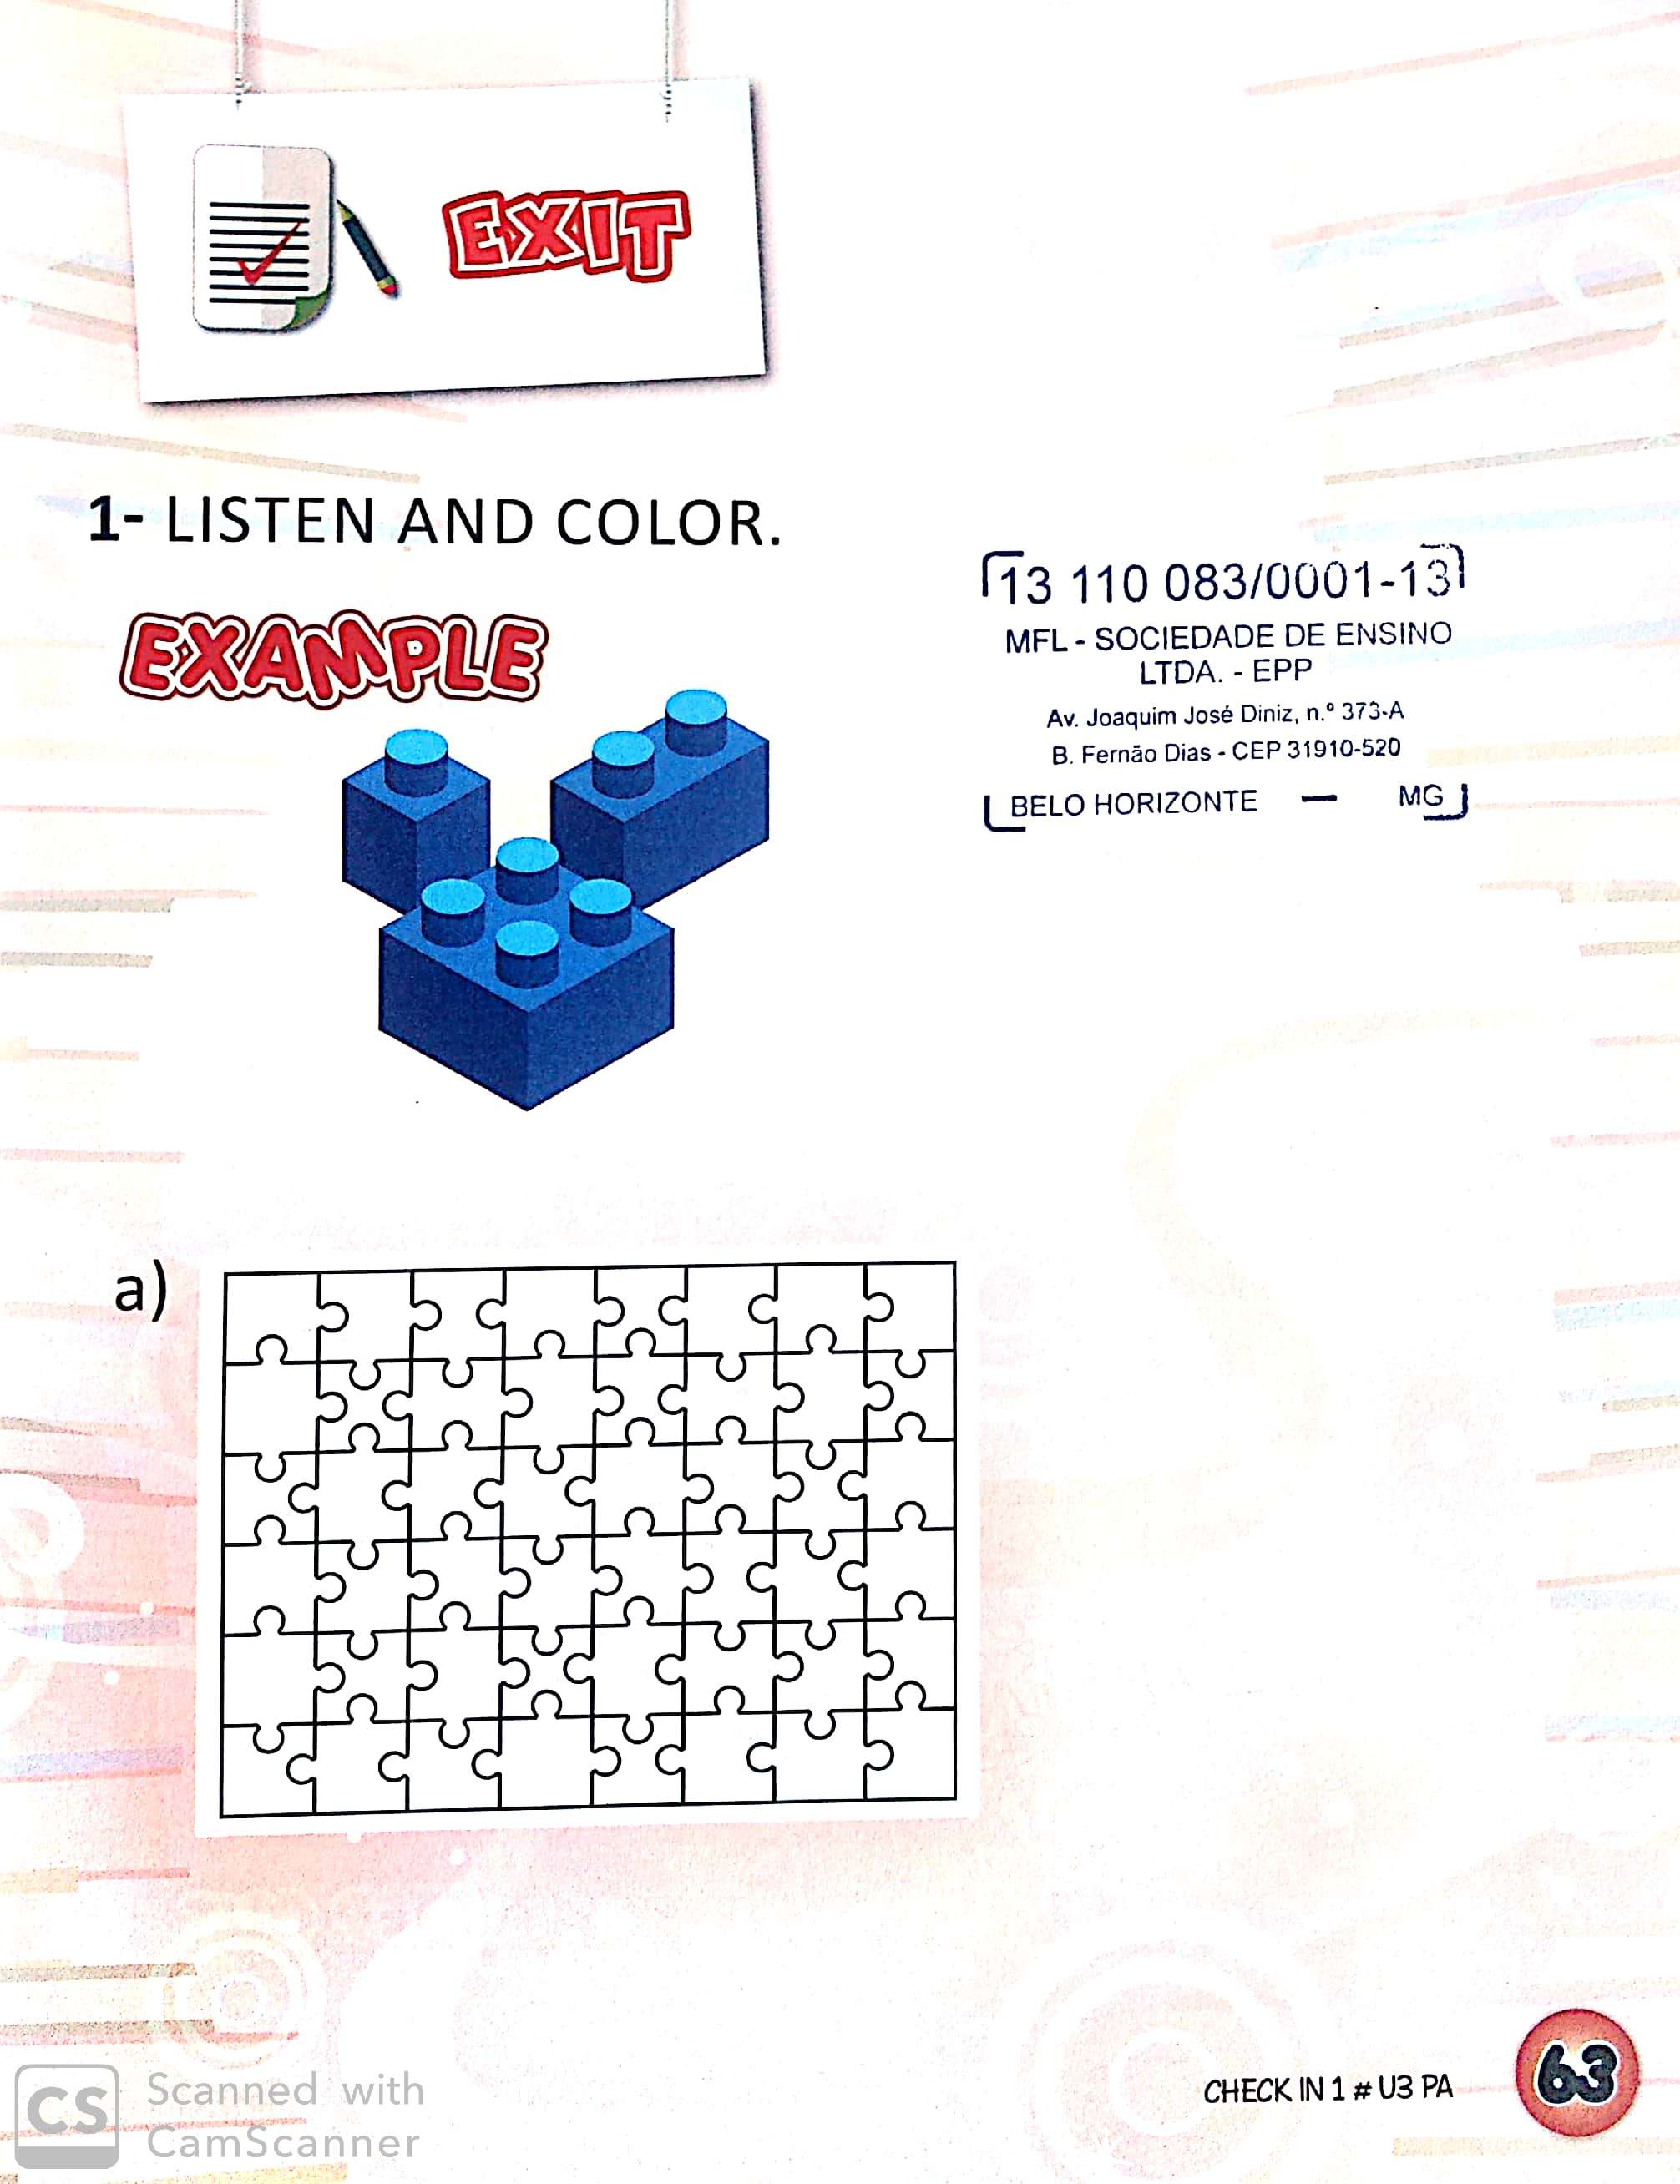 EXIT
1- LISTEN AND COLOR.
EXAMPLE
13 110 083/0001-13
MFL - SOCIEDADE DE ENSINO
LTDA. - EPP
Av. Joaquim José Diniz, n.º 373-A
B. Fernão Dias - CEP 31910-520
BELO HORIZONTE — MG
a)
CHECK IN 1 # U3 PA
63
CS
Scanned with
CamScanner